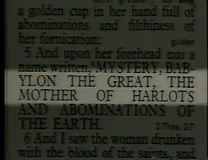 a golden cup in her hand full of
abominations and filthiness of
her fornication;
5 And upon her forehead was a
name written, MYSTERY, BAB-
YLON THE GREAT, THE
MOTHER OF HARLOTS
AND ABOMINATIONS OF
THE EARTH.
6 And I saw the woman drunken
with the blood of the saints, and